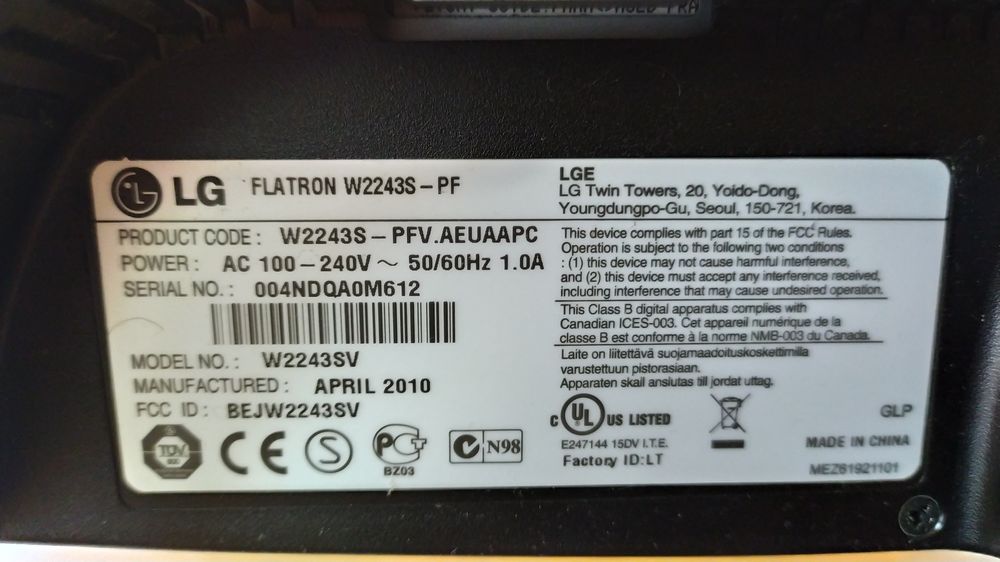 LG FLATRON W2243S-PF
LGE
LG Twin Towers, 20, Yoido-Dong,
Youngdungpo-Gu, Seoul, 150-721, Korea.
PRODUCT CODE : W2243S-PFV.AEUAAPC
POWER : AC 100-240V ~ 50/60Hz 1.0A
SERIAL NO. : 004NDQA0M612
MODEL NO. : W2243SV
MANUFACTURED : APRIL 2010
FCC ID : BEJW2243SV
TÜV
CE
S
PCT
BZ03
N98
This device complies with part 15 of the FCC Rules.
Operation is subject to the following two conditions
: (1) this device may not cause harmful interference,
and (2) this device must accept any interference received,
including interference that may cause undesired operation.
This Class B digital apparatus complies with
Canadian ICES-003. Cet appareil numérique de la
classe B est conforme à la norme NMB-003 du Canada.
Laite on liitettävä suojamaadoituskoskettimilla
varustettuun pistorasiaan.
Apparaten skall anslutas till jordat uttag.
c UL US LISTED
E247144 15DV I.T.E.
Factory ID:LT
GLP
MADE IN CHINA
MEZ61921101